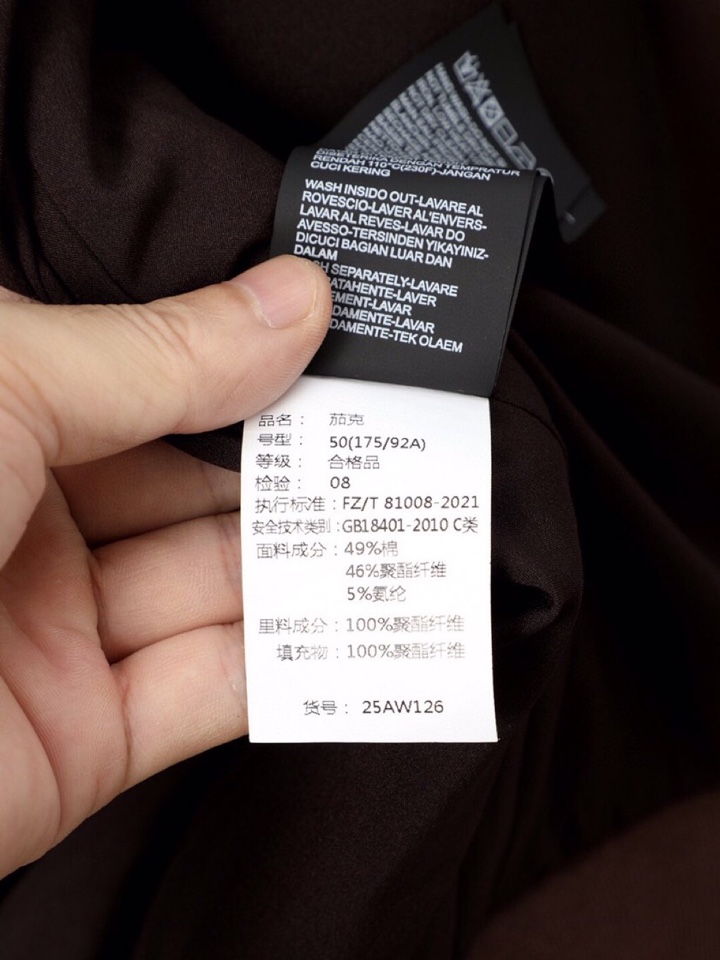 RENDAH 110°C(230F)-JANGAN
CUCI KERING
WASH INSIDO OUT-LAVARE AL
ROVESCIO-LAVER AL'ENVERS-
LAVAR AL REVES-LAVAR DO
AVESSO-TERSINDEN YIKAYINIZ-
DICUCI BAGIAN LUAR DAN
DALAM
SH SEPARATELY-LAVARE
ATAHENTE-LAVER
EMENT-LAVAR
DAMENTE-LAVAR
DAMENTE-TEK OLAEM
品名： 茄克
号型： 50(175/92A)
等级： 合格品
检验： 08
执行标准：FZ/T 81008-2021
安全技术类别：GB18401-2010 C类
面料成分：49%棉
46%聚酯纤维
5%氨纶
里料成分：100%聚酯纤维
填充物：100%聚酯纤维
货号： 25AW126